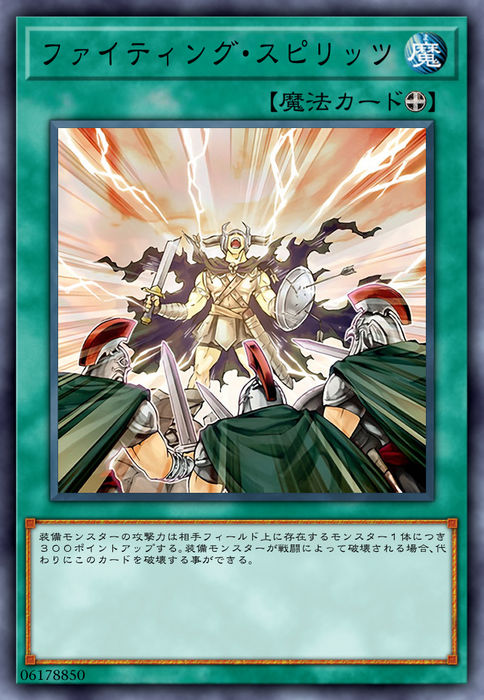 ファイティング・スピリッツ
魔
【魔法カード】
装備モンスターの攻撃力は相手フィールド上に存在するモンスター1体につき
300ポイントアップする。装備モンスターが戦闘によって破壊される場合、代
わりにこのカードを破壊する事ができる。
06178850